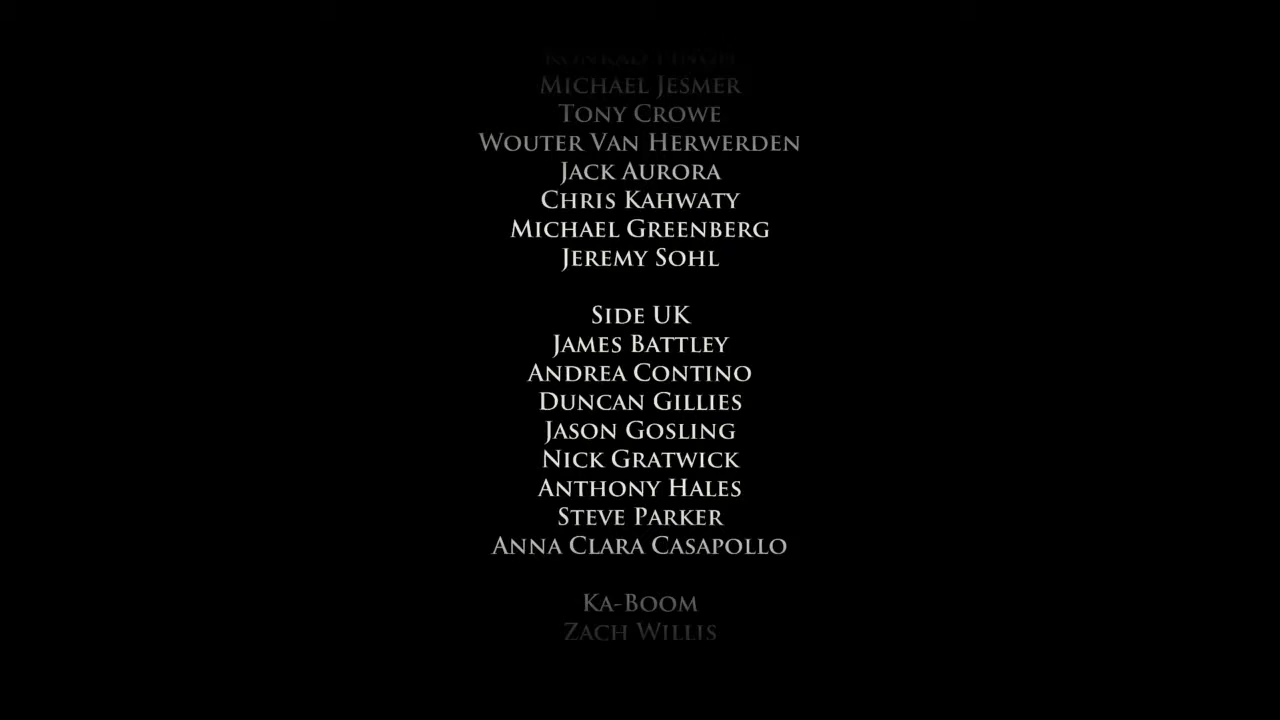 Michael Jesmer
Tony Crowe
Wouter Van Herwerden
Jack Aurora
Chris Kahwaty
Michael Greenberg
Jeremy Sohl
Side UK
James Battley
Andrea Contino
Duncan Gillies
Jason Gosling
Nick Gratwick
Anthony Hales
Steve Parker
Anna Clara Casapollo
Ka-Boom
Zach Willis